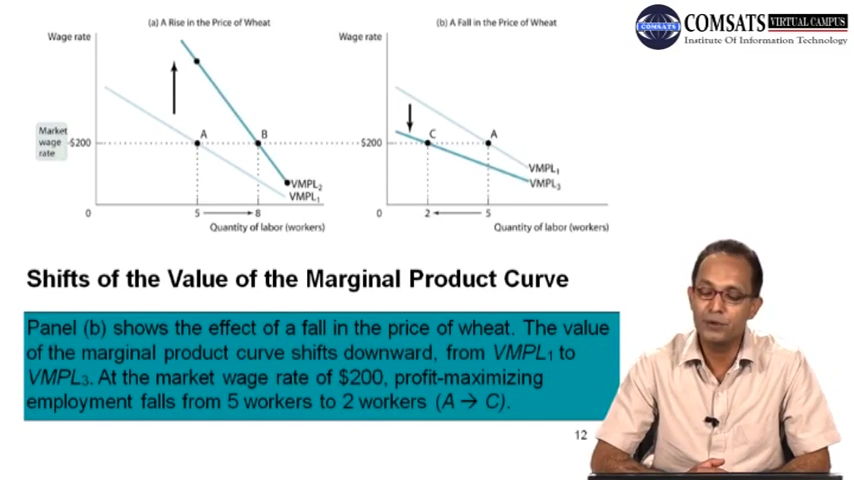 (a) A Rise in the Price of Wheat
(b) A Fall in the Price of Wheat
COMSATS VIRTUAL CAMPUS
Institute Of Information Technology
COMSATS
Wage rate
Wage rate
A
B
C
A
Market
wage
rate
$200
$200
VMPL₁
VMPL₂
VMPL₃
VMPL₁
0
5
8
0
2
5
Quantity of labor (workers)
Quantity of labor (workers)
Shifts of the Value of the Marginal Product Curve
Panel (b) shows the effect of a fall in the price of wheat. The value
of the marginal product curve shifts downward, from VMPL₁ to
VMPL₃. At the market wage rate of $200, profit-maximizing
employment falls from 5 workers to 2 workers (A → C).
12